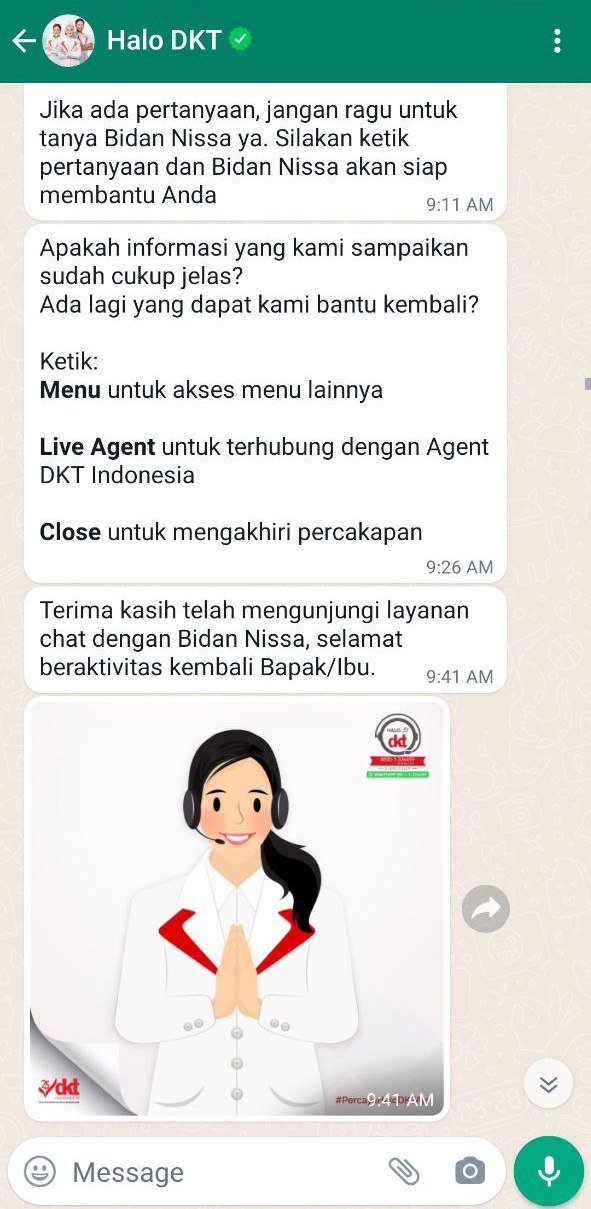 Halo DKT
Jika ada pertanyaan, jangan ragu untuk
tanya Bidan Nissa ya. Silakan ketik
pertanyaan dan Bidan Nissa akan siap
membantu Anda
9:11 AM
Apakah informasi yang kami sampaikan
sudah cukup jelas?
Ada lagi yang dapat kami bantu kembali?
Ketik:
Menu untuk akses menu lainnya
Live Agent untuk terhubung dengan Agent
DKT Indonesia
Close untuk mengakhiri percakapan
9:26 AM
Terima kasih telah mengunjungi layanan
chat dengan Bidan Nissa, selamat
beraktivitas kembali Bapak/Ibu.
9:41 AM
HALO
dkt
dkt
INDONESIA
9:41 AM
Message